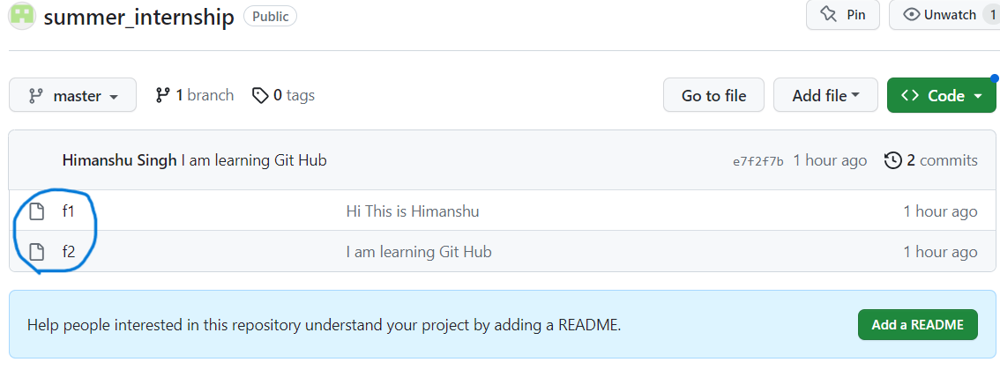 summer_internship Public Pin Unwatch 1
master 1 branch 0 tags Go to file Add file Code
Himanshu Singh I am learning Git Hub e7f2f7b 1 hour ago 2 commits
f1 Hi This is Himanshu 1 hour ago
f2 I am learning Git Hub 1 hour ago
Help people interested in this repository understand your project by adding a README. Add a README